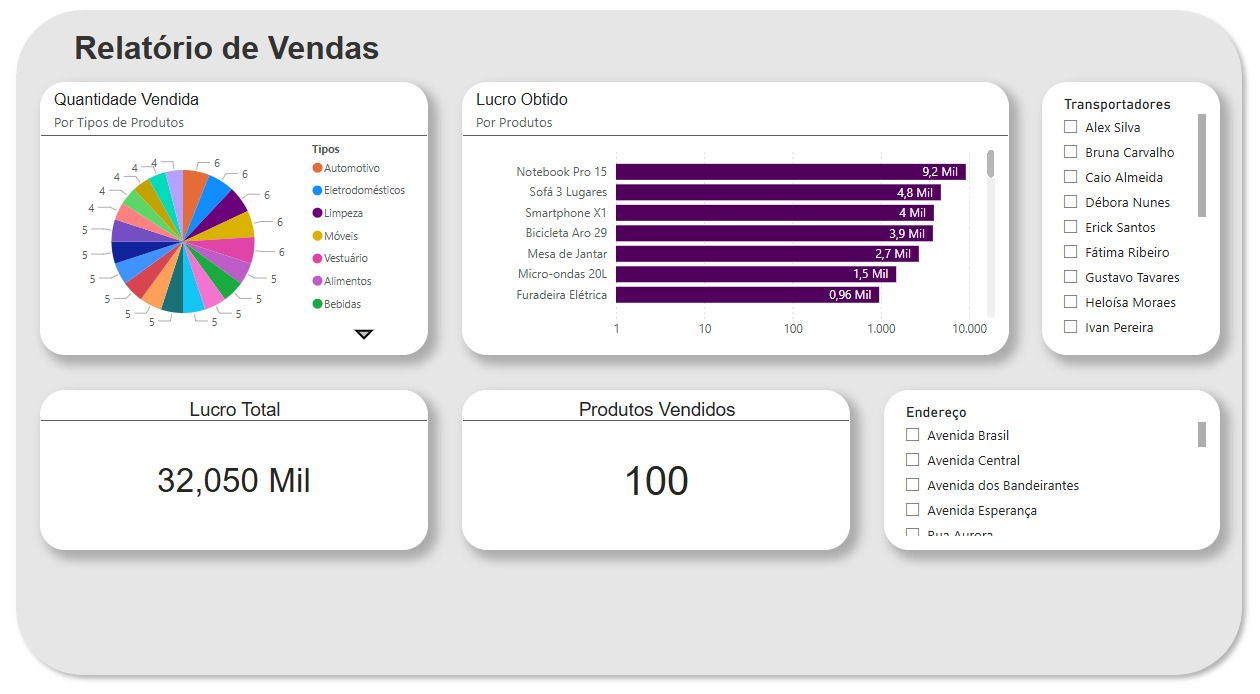 Relatório de Vendas
Quantidade Vendida
Por Tipos de Produtos
4
4
4
4
4
5
5
5
5
5
5
5
5
5
5
6
6
6
6
6
Tipos
Automotivo
Eletrodomésticos
Limpeza
Móveis
Vestuário
Alimentos
Bebidas
Lucro Obtido
Por Produtos
Notebook Pro 15 9,2 Mil
Sofá 3 Lugares 4,8 Mil
Smartphone X1 4 Mil
Bicicleta Aro 29 3,9 Mil
Mesa de Jantar 2,7 Mil
Micro-ondas 20L 1,5 Mil
Furadeira Elétrica 0,96 Mil
1 10 100 1.000 10.000
Transportadores
Alex Silva
Bruna Carvalho
Caio Almeida
Débora Nunes
Erick Santos
Fátima Ribeiro
Gustavo Tavares
Heloísa Moraes
Ivan Pereira
Lucro Total
32,050 Mil
Produtos Vendidos
100
Endereço
Avenida Brasil
Avenida Central
Avenida dos Bandeirantes
Avenida Esperança
Rua Aurora